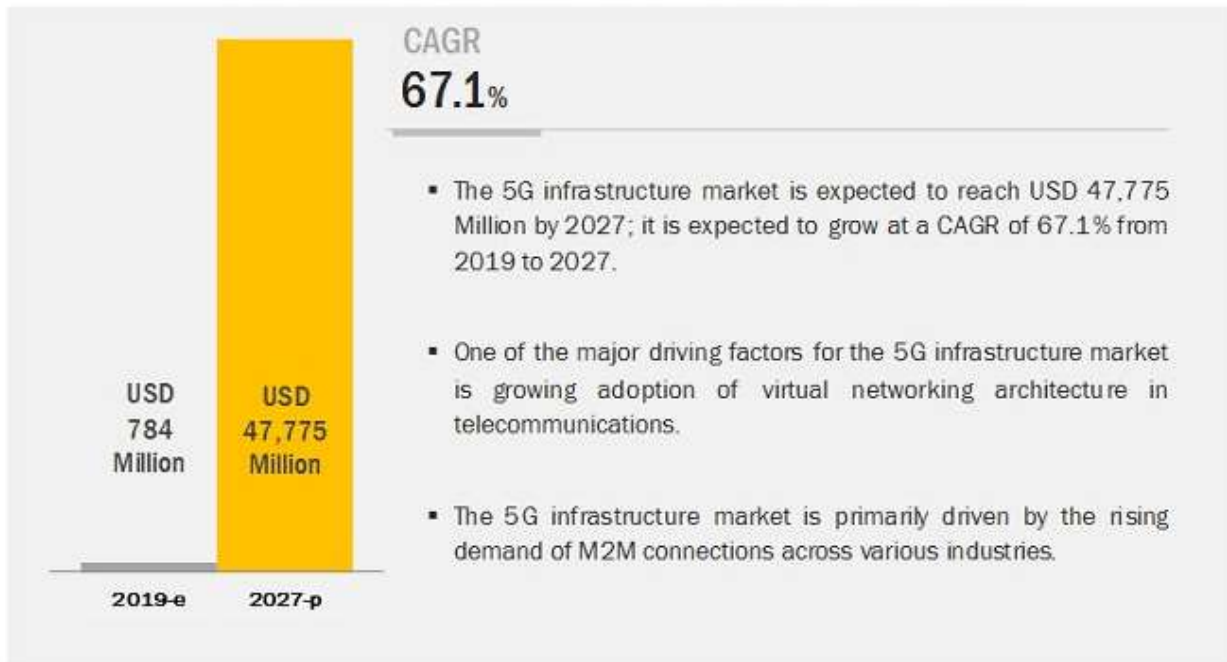 CAGR
67.1%
▪ The 5G infrastructure market is expected to reach USD 47,775
Million by 2027; it is expected to grow at a CAGR of 67.1% from
2019 to 2027.
▪ One of the major driving factors for the 5G infrastructure market
is growing adoption of virtual networking architecture in
telecommunications.
▪ The 5G infrastructure market is primarily driven by the rising
demand of M2M connections across various industries.
USD
784
Million
USD
47,775
Million
2019-e
2027-p